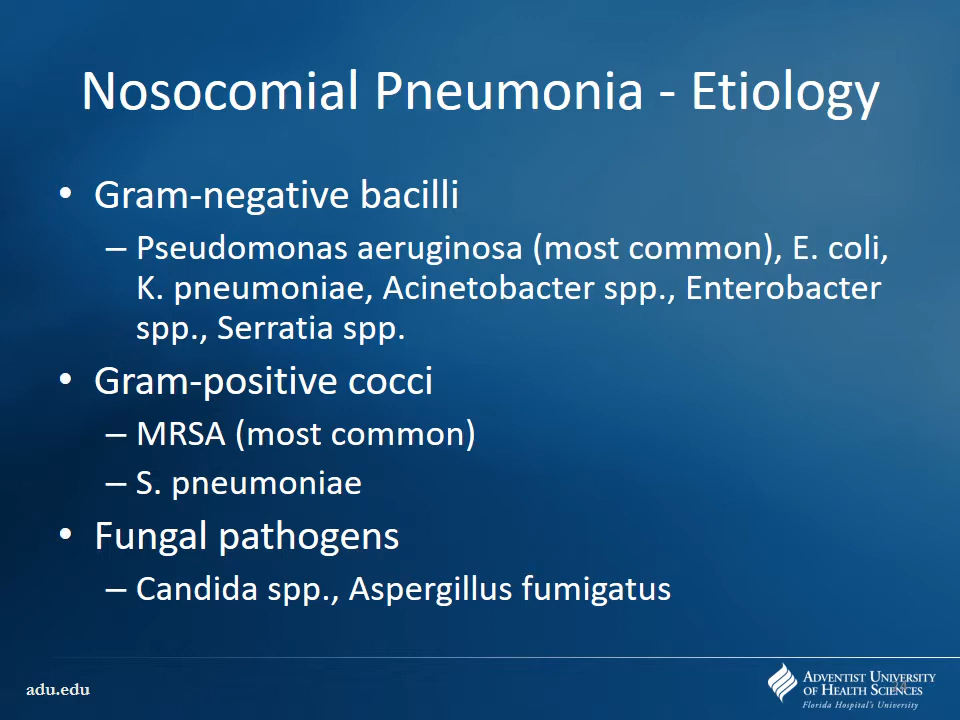 Nosocomial Pneumonia - Etiology
• Gram-negative bacilli
– Pseudomonas aeruginosa (most common), E. coli,
K. pneumoniae, Acinetobacter spp., Enterobacter
spp., Serratia spp.
• Gram-positive cocci
– MRSA (most common)
– S. pneumoniae
• Fungal pathogens
– Candida spp., Aspergillus fumigatus
adu.edu
ADVENTIST UNIVERSITY
OF HEALTH SCIENCES
Florida Hospital's University